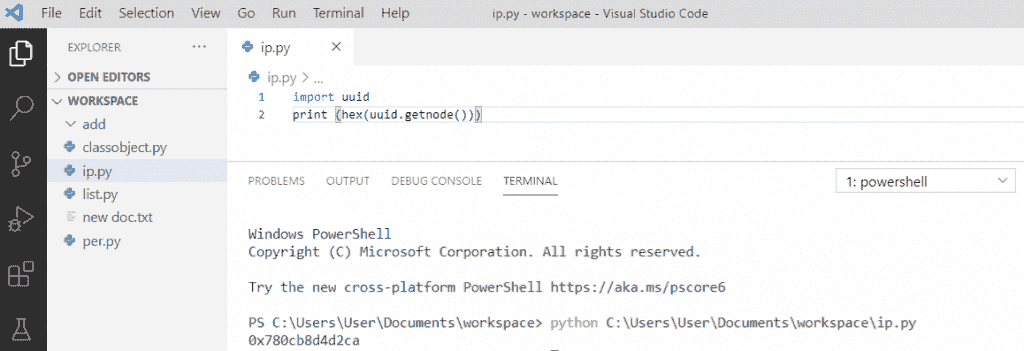 File Edit Selection View Go Run Terminal Help ip.py - workspace - Visual Studio Code
EXPLORER ...
OPEN EDITORS
WORKSPACE
add
classobject.py
ip.py
list.py
new doc.txt
per.py
ip.py
ip.py > ...
1 import uuid
2 print (hex(uuid.getnode()))
PROBLEMS OUTPUT DEBUG CONSOLE TERMINAL 1: powershell
Windows PowerShell
Copyright (C) Microsoft Corporation. All rights reserved.
Try the new cross-platform PowerShell https://aka.ms/pscore6
PS C:\Users\User\Documents\workspace> python C:\Users\User\Documents\workspace\ip.py
0x780cb8d4d2ca